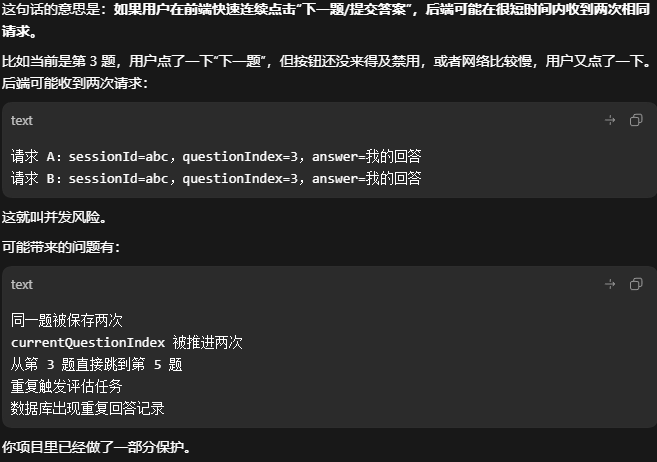 这句话的意思是：如果用户在前端快速连续点击“下一题/提交答案”，后端可能在很短时间内收到两次相同
请求。
比如当前是第 3 题，用户点了一下“下一题”，但按钮还没来得及禁用，或者网络比较慢，用户又点了一下。
后端可能收到两次请求：
text
请求 A：sessionId=abc，questionIndex=3，answer=我的回答
请求 B：sessionId=abc，questionIndex=3，answer=我的回答
这就叫并发风险。
可能带来的问题有：
text
同一题被保存两次
currentQuestionIndex 被推进两次
从第 3 题直接跳到第 5 题
重复触发评估任务
数据库出现重复回答记录
你项目里已经做了一部分保护。